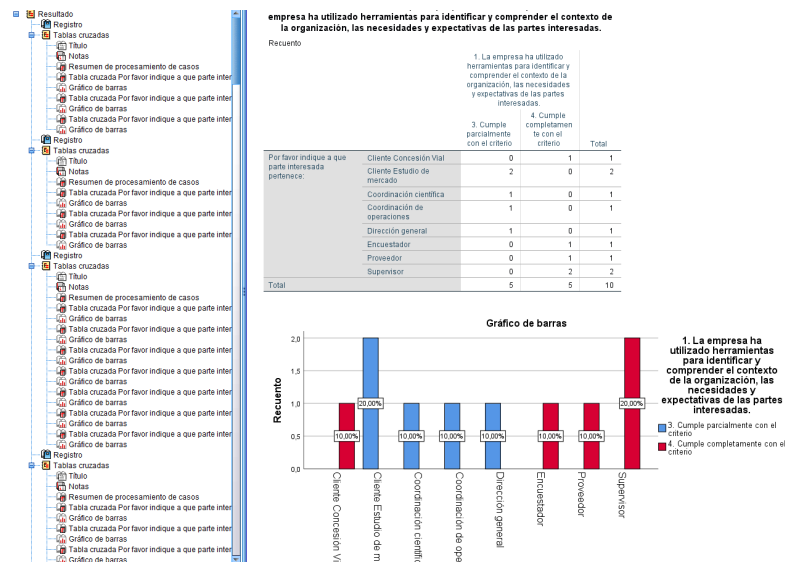 Resultado
Registro
Tablas cruzadas
Título
Notas
Resumen de procesamiento de casos
Tabla cruzada Por favor indique a que parte inter
Gráfico de barras
Tabla cruzada Por favor indique a que parte inter
Gráfico de barras
Tabla cruzada Por favor indique a que parte inter
Gráfico de barras
Registro
Tablas cruzadas
Título
Notas
Resumen de procesamiento de casos
Tabla cruzada Por favor indique a que parte inter
Gráfico de barras
Tabla cruzada Por favor indique a que parte inter
Gráfico de barras
Tabla cruzada Por favor indique a que parte inter
Gráfico de barras
Registro
Tablas cruzadas
Título
Notas
Resumen de procesamiento de casos
Tabla cruzada Por favor indique a que parte inter
Gráfico de barras
Tabla cruzada Por favor indique a que parte inter
Gráfico de barras
Tabla cruzada Por favor indique a que parte inter
Gráfico de barras
Tabla cruzada Por favor indique a que parte inter
Gráfico de barras
Tabla cruzada Por favor indique a que parte inter
Gráfico de barras
Registro
Tablas cruzadas
Título
Notas
Resumen de procesamiento de casos
Tabla cruzada Por favor indique a que parte inter
Gráfico de barras
Tabla cruzada Por favor indique a que parte inter
Gráfico de barras
Tabla cruzada Por favor indique a que parte inter
Gráfico de barras
empresa ha utilizado herramientas para identificar y comprender el contexto de
la organización, las necesidades y expectativas de las partes interesadas.
Recuento
1. La empresa ha utilizado
herramientas para identificar y
comprender el contexto de la
organización, las necesidades
y expectativas de las partes
interesadas.
3. Cumple
parcialmente
con el criterio
4. Cumple
completamen
te con el
criterio
Total
Por favor indique a que
parte interesada
pertenece:
Cliente Concesión Vial 0 1 1
Cliente Estudio de
mercado 2 0 2
Coordinación científica 1 0 1
Coordinación de
operaciones 1 0 1
Dirección general 1 0 1
Encuestador 0 1 1
Proveedor 0 1 1
Supervisor 0 2 2
Total 5 5 10
Gráfico de barras
Recuento
2,0
1,5
1,0
0,5
0,0
10,00%
20,00%
10,00%
10,00%
10,00%
10,00%
10,00%
20,00%
Cliente Concesión Vi
Cliente Estudio de m
Coordinación científic
Coordinación de ope
Dirección general
Encuestador
Proveedor
Supervisor
1. La empresa ha
utilizado herramientas
para identificar y
comprender el contexto
de la organización, las
necesidades y
expectativas de las partes
interesadas.
3. Cumple parcialmente con el
criterio
4. Cumple completamente con el
criterio